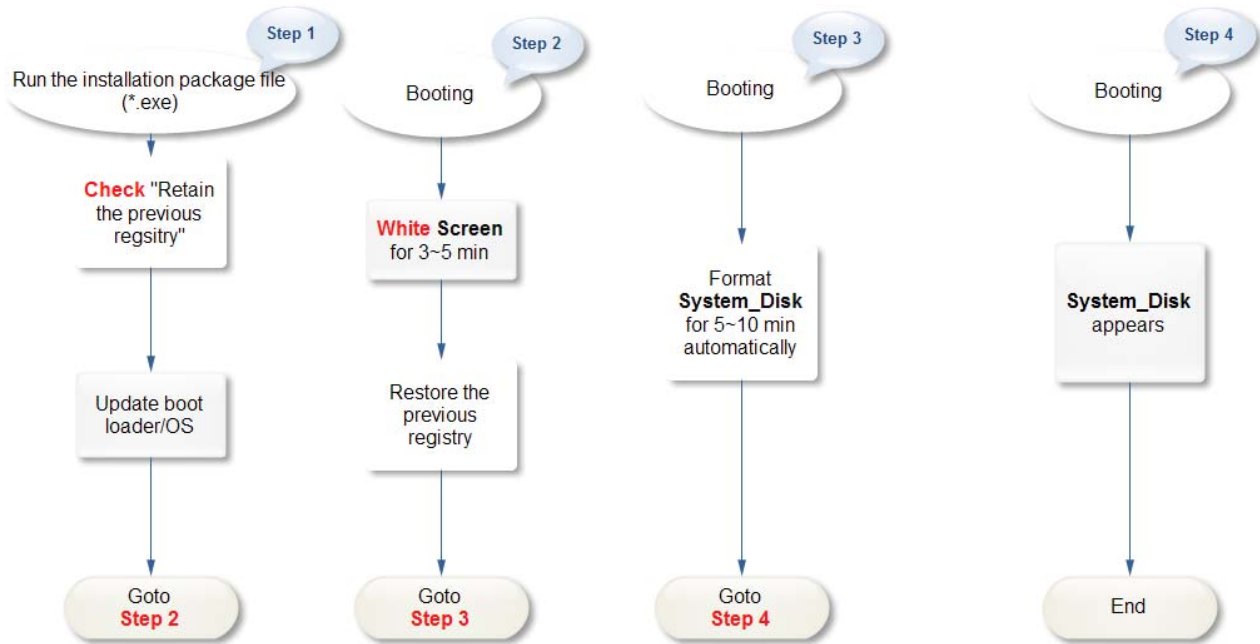 Step 1
Run the installation package file
(*.exe)
Check "Retain
the previous
regsitry"
Update boot
loader/OS
Goto
Step 2
Step 2
Booting
White Screen
for 3~5 min
Restore the
previous
registry
Goto
Step 3
Step 3
Booting
Format
System_Disk
for 5~10 min
automatically
Goto
Step 4
Step 4
Booting
System_Disk
appears
End